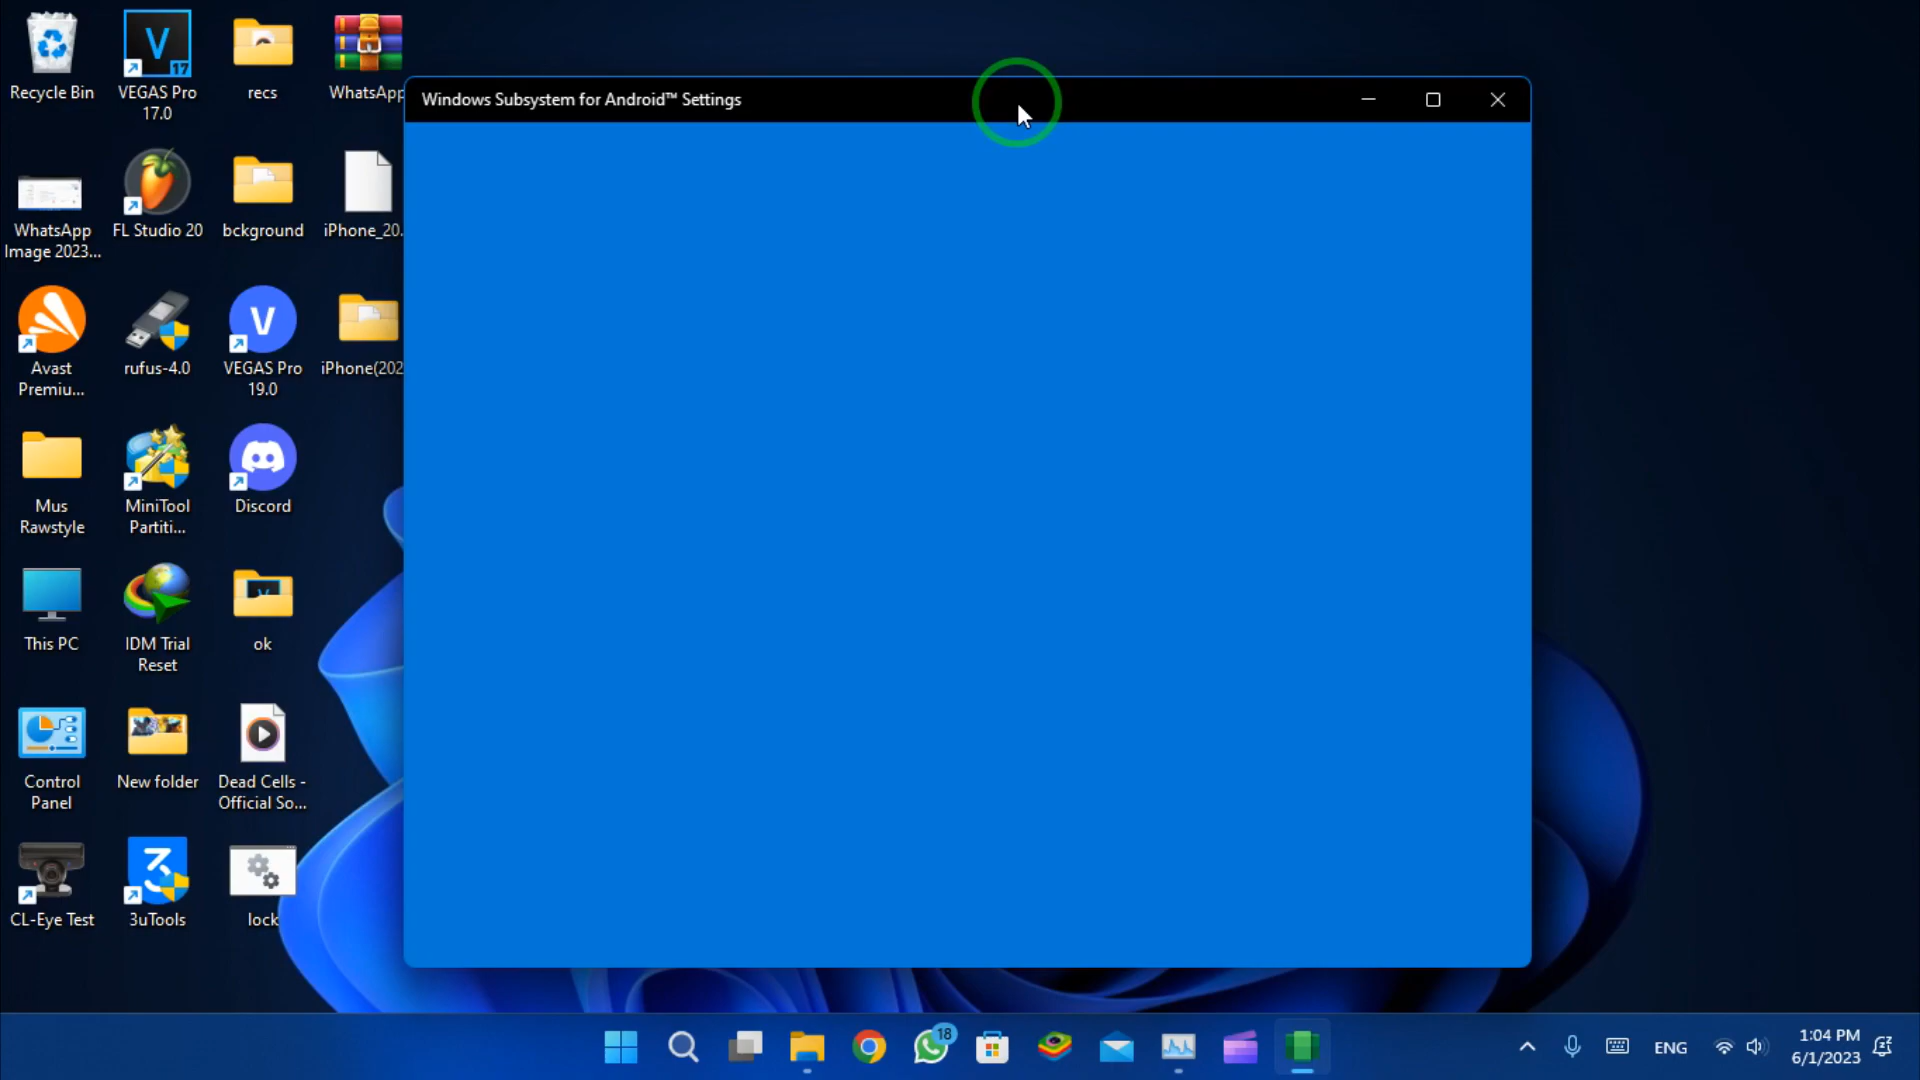 Recycle Bin
VEGAS Pro
17.0
recs
WhatsApp
Windows Subsystem for Android™ Settings
WhatsApp
Image 2023...
FL Studio 20
bckground
iPhone_20.
Avast
Premiu...
rufus-4.0
VEGAS Pro
19.0
iPhone(202
Mus
Rawstyle
MiniTool
Partiti...
Discord
This PC
IDM Trial
Reset
ok
Control
Panel
New folder
Dead Cells -
Official So...
CL-Eye Test
3uTools
lock
18
ENG
1:04 PM
6/1/2023